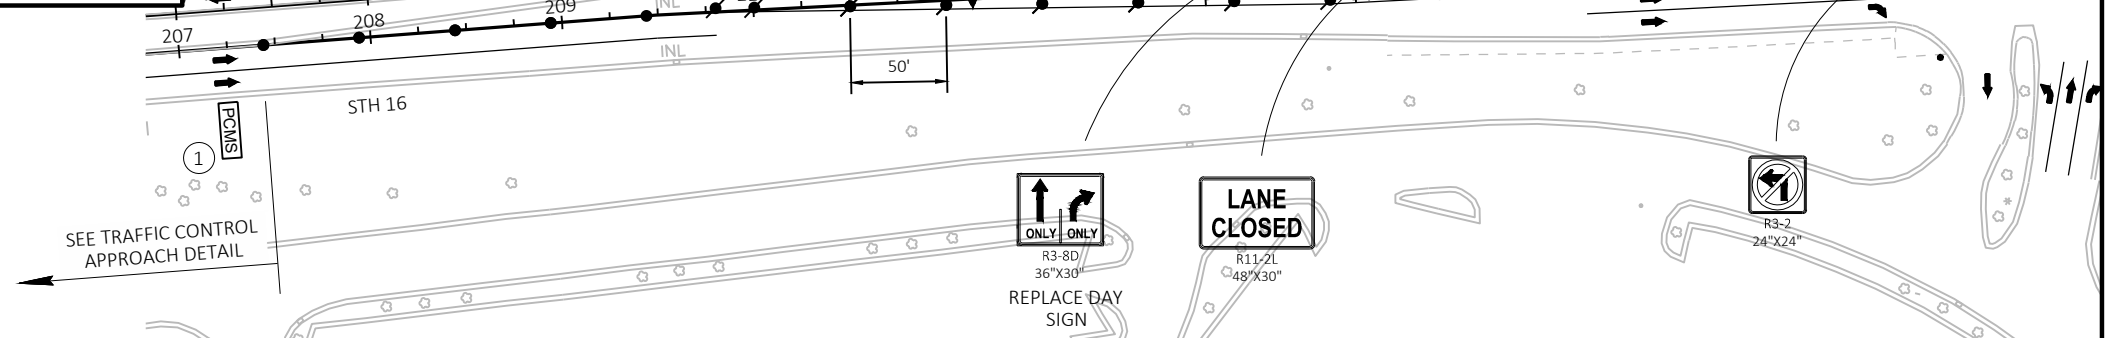 207
208
209
INL
INL
50'
STH 16
PCMS
1
SEE TRAFFIC CONTROL
APPROACH DETAIL
ONLY ONLY
R3-8D
36"X30"
REPLACE DAY
SIGN
LANE
CLOSED
R11-2L
48"X30"
R3-2
24"X24"